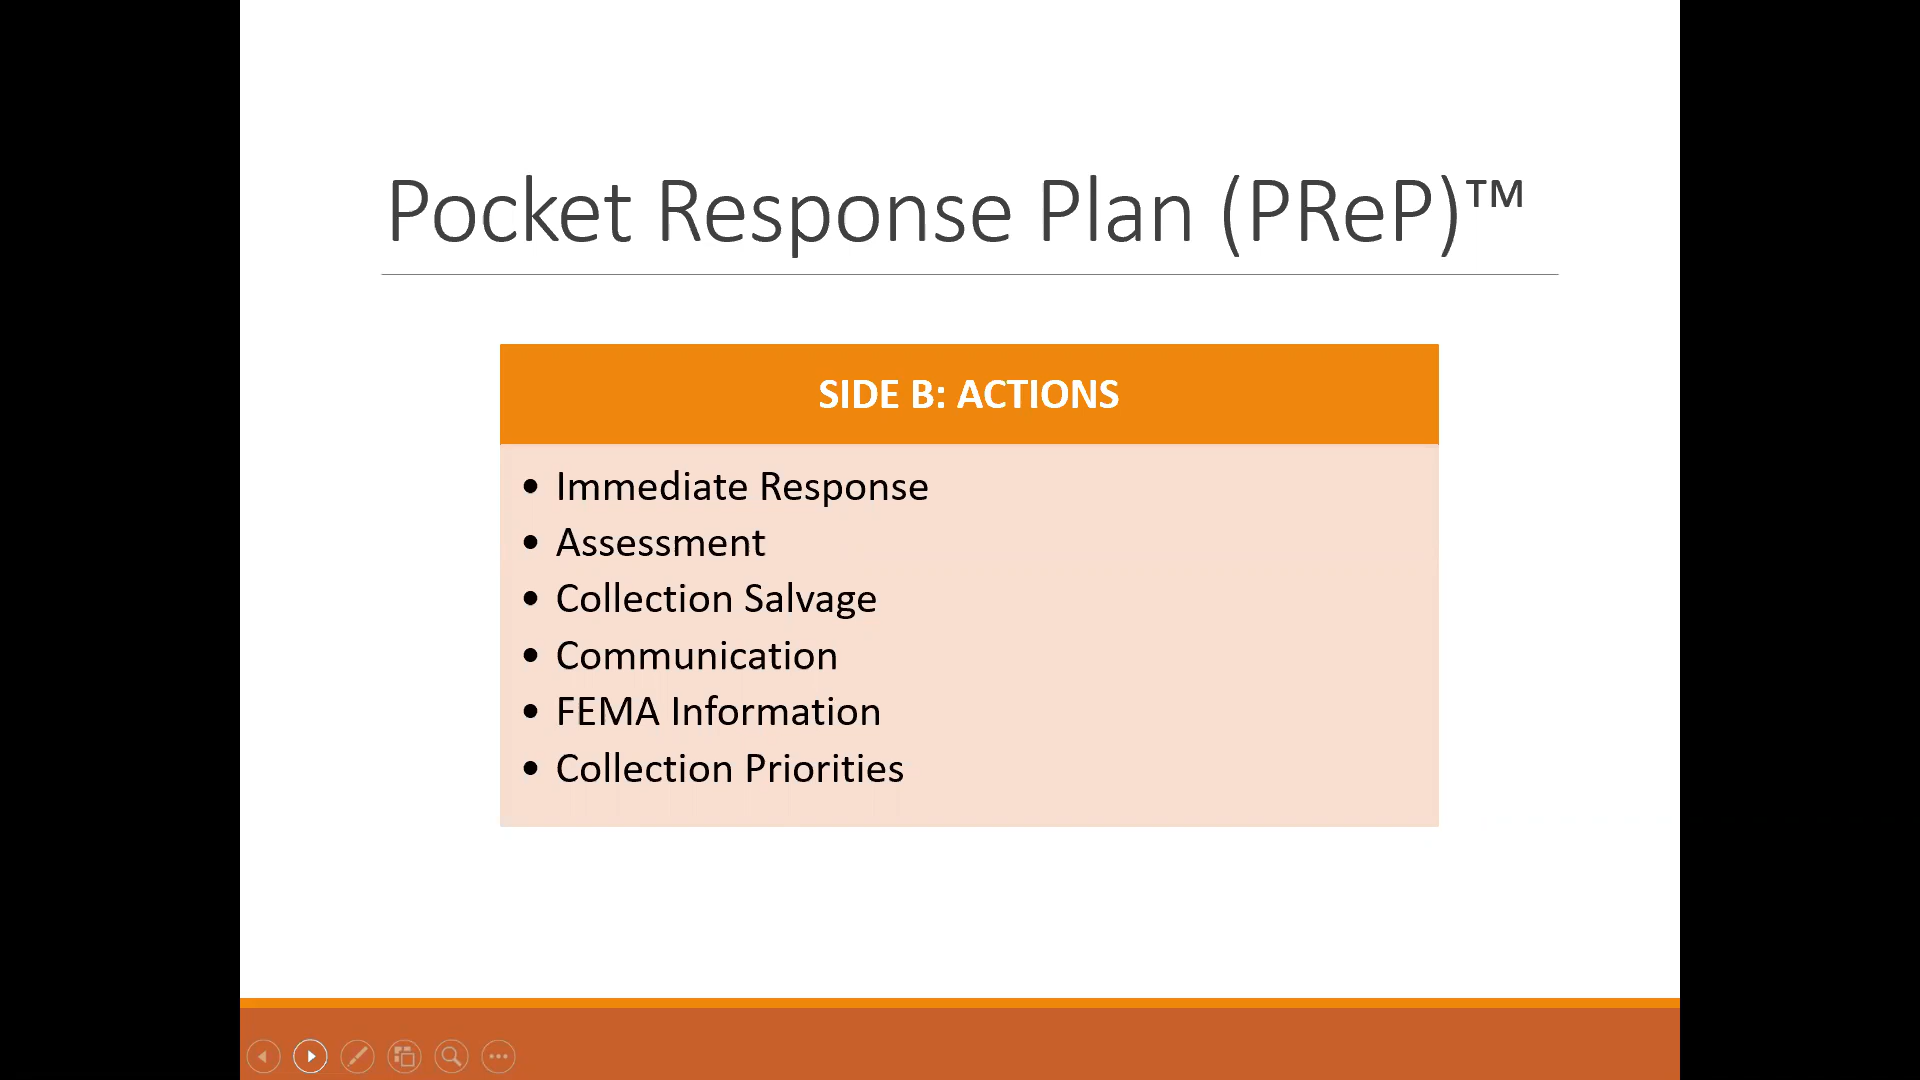 Pocket Response Plan (PReP)™
SIDE B: ACTIONS
• Immediate Response
• Assessment
• Collection Salvage
• Communication
• FEMA Information
• Collection Priorities